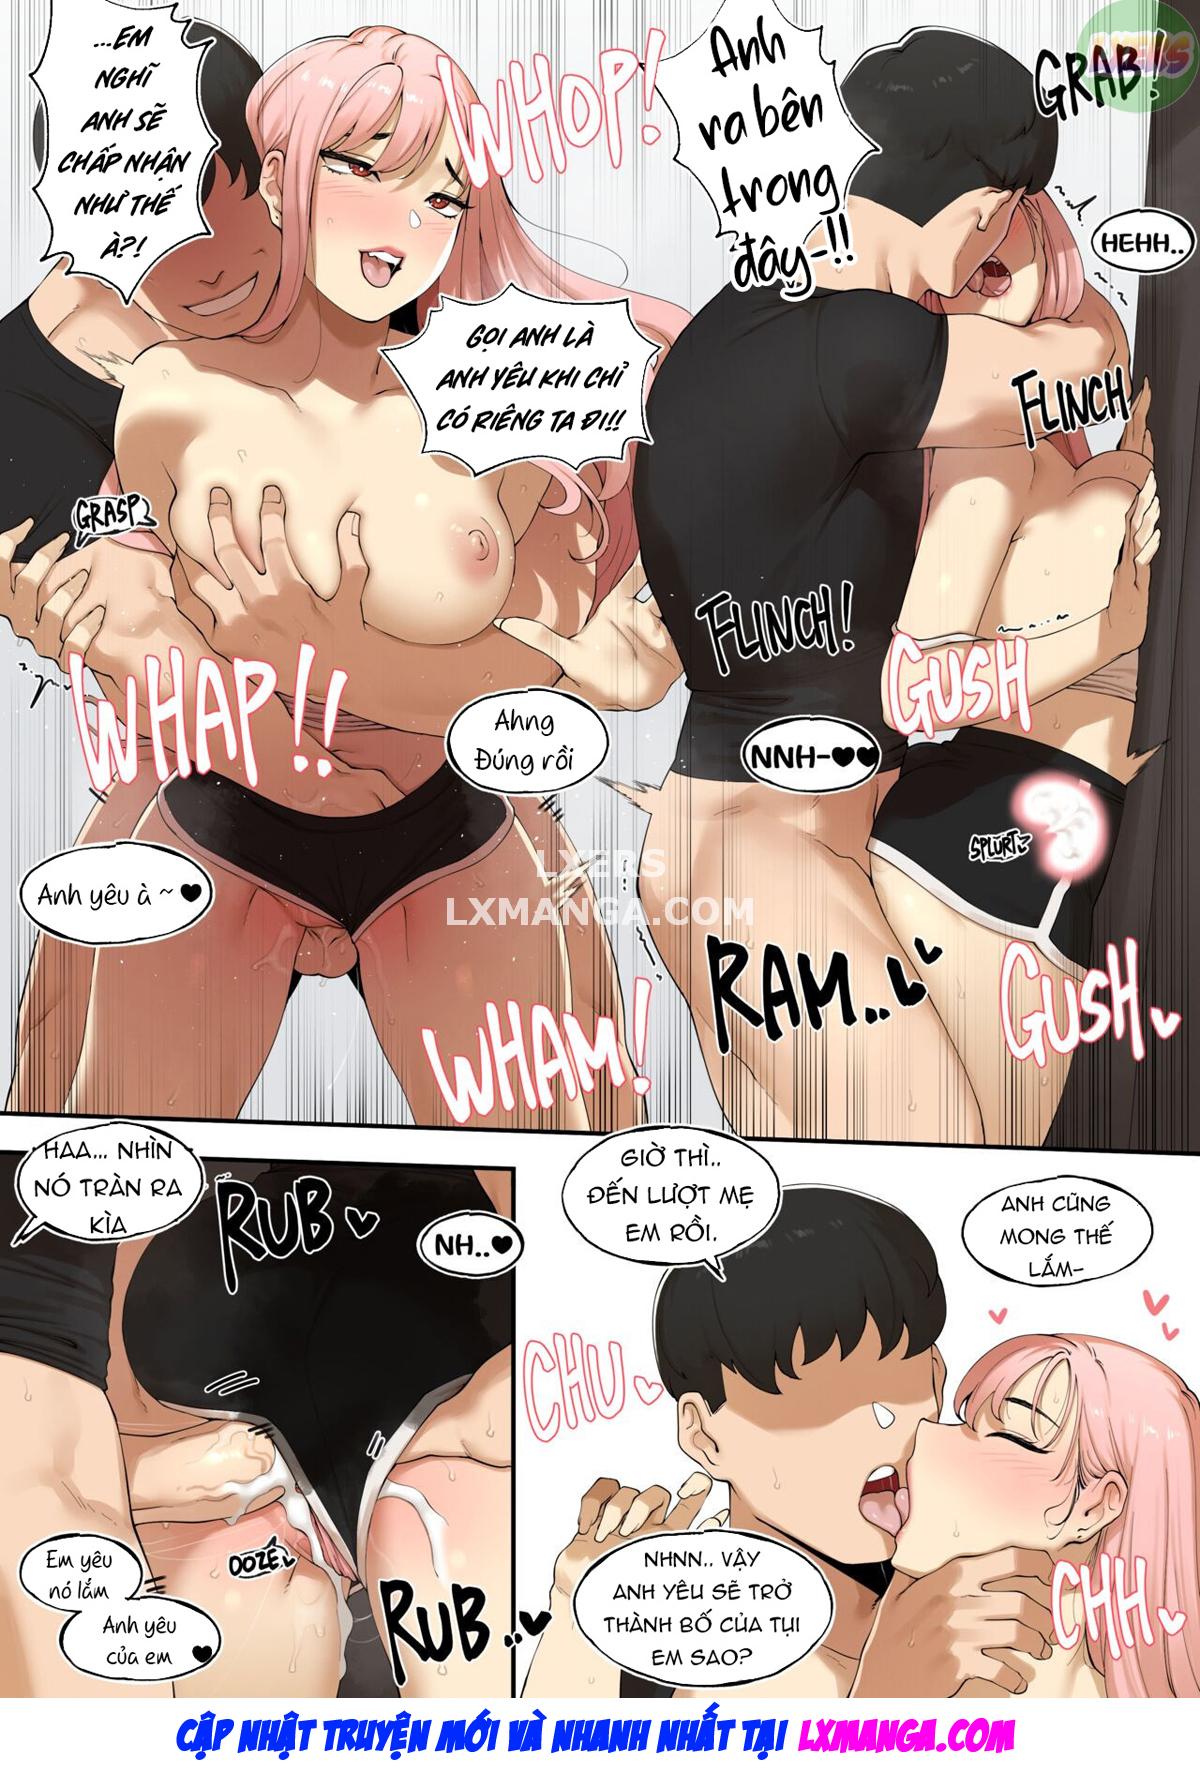 ...EM
NGHĨ
ANH SẼ
CHẤP NHẬN
NHƯ THẾ
À?!
WHOP!
Anh
ra bên
trong
đây-!!
GRAB!
HEHH..
GỌI ANH LÀ
ANH YÊU KHI CHỈ
CÓ RIÊNG TA ĐI!!
FLINCH
GRASP
FLINCH!
GUSH
WHAP!!
Ahng
Đúng rồi
NNH-♥♥
SPLURT
Anh yêu à ~ ♥
LXERS
LXMANGA.COM
RAM..
GUSH
WHAM!
HAA... NHÌN
NÓ TRÀN RA
KÌA
RUB
NH..♥
GIỜ THÌ..
ĐẾN LƯỢT MẸ
EM RỒI.
ANH CŨNG
MONG THẾ
LẮM-
CHU
OOZE
Em yêu
nó lắm
Anh yêu
của em ♥
RUB..
NHNN.. VẬY
ANH YÊU SẼ TRỞ
THÀNH BỐ CỦA TỤI
EM SAO?
CHH
CẬP NHẬT TRUYỆN MỚI VÀ NHANH NHẤT TẠI LXMANGA.COM